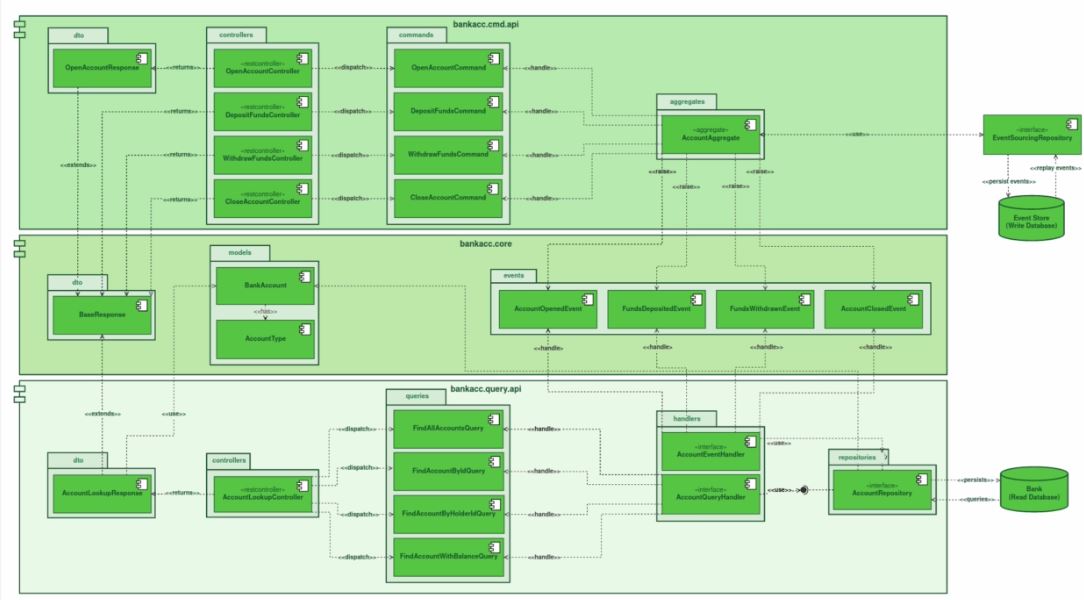 bankacc.cmd.api
dto
OpenAccountResponse
controllers
«restcontroller»
OpenAccountController
«restcontroller»
DepositFundsController
«restcontroller»
WithdrawFundsController
«restcontroller»
CloseAccountController
commands
OpenAccountCommand
DepositFundsCommand
WithdrawFundsCommand
CloseAccountCommand
<<returns>>
<<returns>>
<<returns>>
<<returns>>
<<dispatch>>
<<dispatch>>
<<dispatch>>
<<dispatch>>
<<handle>>
<<handle>>
<<handle>>
<<handle>>
<<extends>>
aggregates
«aggregate»
AccountAggregate
<<raise>>
<<raise>>
<<raise>>
<<raise>>
<<use>>
«interface»
EventSourcingRepository
<<persist events>>
<<replay events>>
Event Store
(Write Database)
bankacc.core
dto
BaseResponse
models
BankAccount
<<has>>
AccountType
events
AccountOpenedEvent
FundsDepositedEvent
FundsWithdrawnEvent
AccountClosedEvent
<<handle>>
<<handle>>
<<handle>>
<<handle>>
bankacc.query.api
<<extends>>
<<use>>
dto
AccountLookupResponse
<<returns>>
controllers
«restcontroller»
AccountLookupController
<<dispatch>>
<<dispatch>>
<<dispatch>>
<<dispatch>>
queries
FindAllAccountsQuery
FindAccountByIdQuery
FindAccountByHolderIdQuery
FindAccountWithBalanceQuery
<<handle>>
<<handle>>
<<handle>>
<<handle>>
handlers
«interface»
AccountEventHandler
«interface»
AccountQueryHandler
<<use>>
<<use>>
repositories
«interface»
AccountRepository
<<persists>>
<<queries>>
Bank
(Read Database)